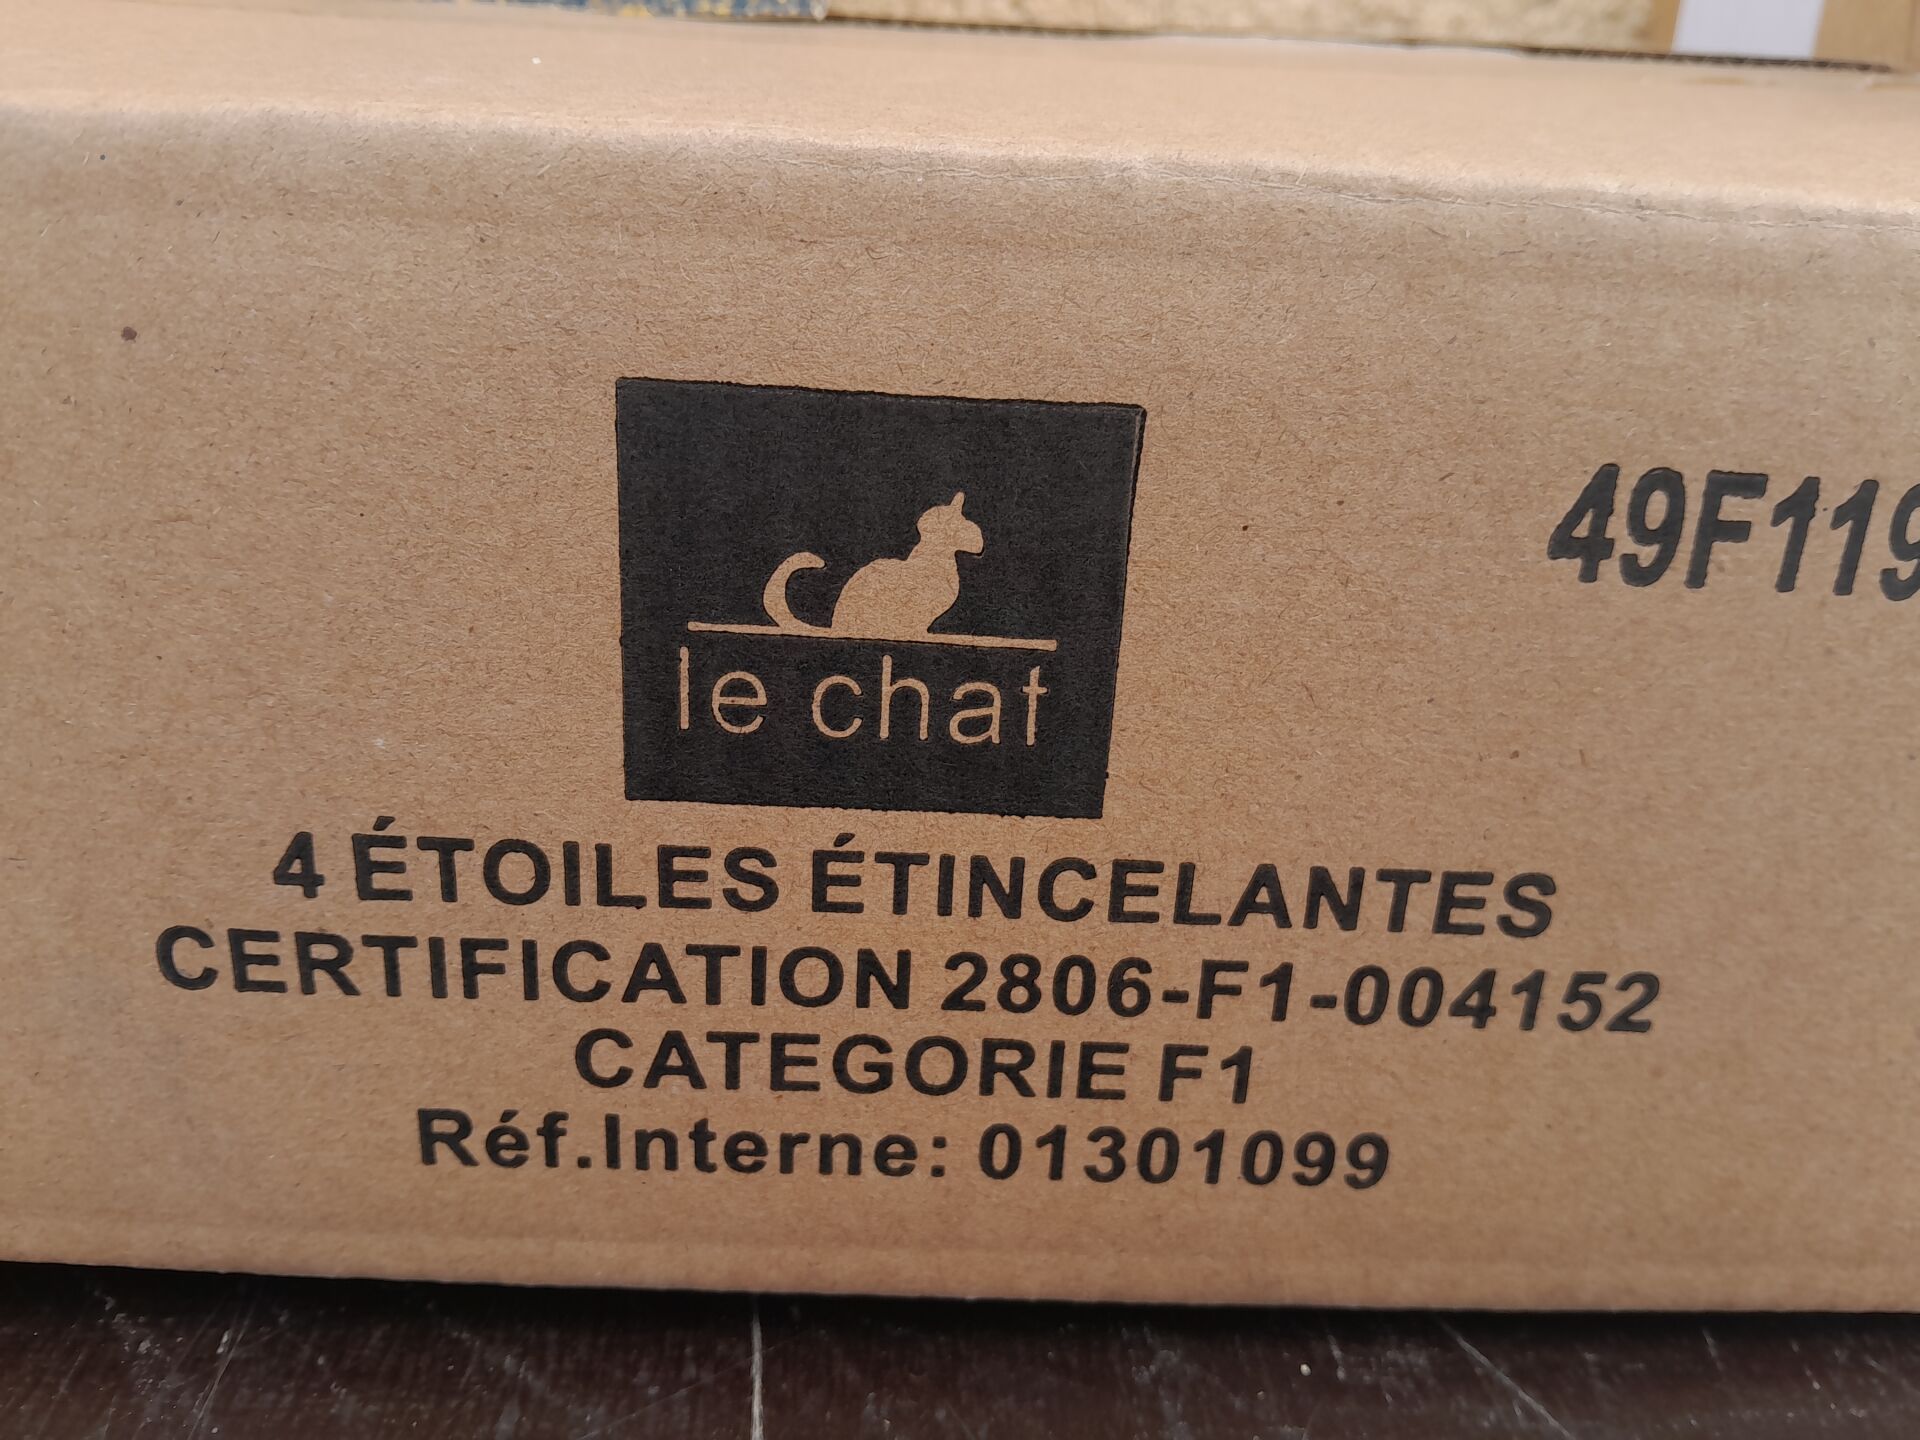 le chat
49F119
4 ÉTOILES ÉTINCELANTES
CERTIFICATION 2806-F1-004152
CATEGORIE F1
Réf.Interne: 01301099